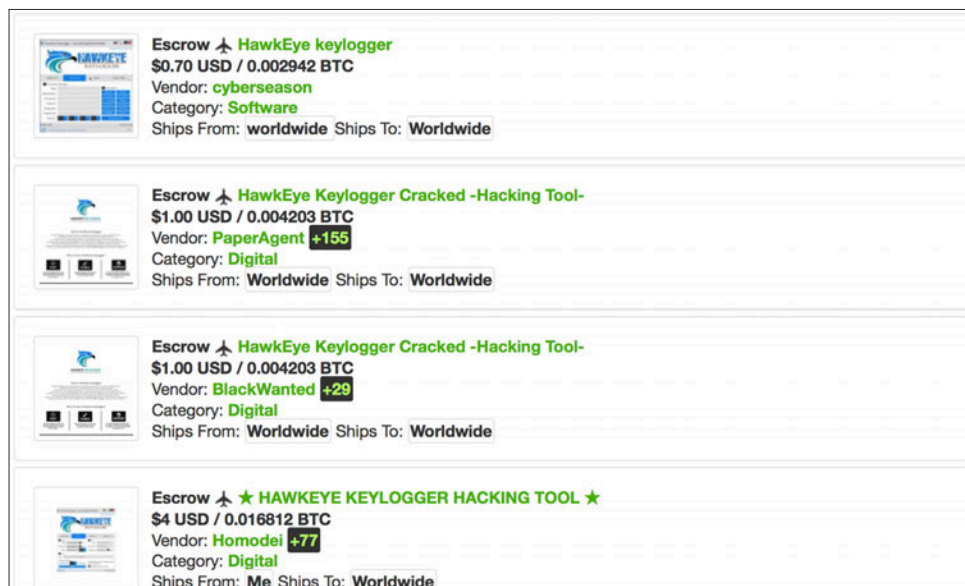 Escrow HawkEye keylogger
$0.70 USD / 0.002942 BTC
Vendor: cyberseason
Category: Software
Ships From: worldwide Ships To: Worldwide
HAWKEYE
Escrow HawkEye Keylogger Cracked -Hacking Tool-
$1.00 USD / 0.004203 BTC
Vendor: PaperAgent +155
Category: Digital
Ships From: Worldwide Ships To: Worldwide
Escrow HawkEye Keylogger Cracked -Hacking Tool-
$1.00 USD / 0.004203 BTC
Vendor: BlackWanted +29
Category: Digital
Ships From: Worldwide Ships To: Worldwide
Escrow ★ HAWKEYE KEYLOGGER HACKING TOOL ★
$4 USD / 0.016812 BTC
Vendor: Homodei +77
Category: Digital
Ships From: Me Ships To: Worldwide
HAWKEYE